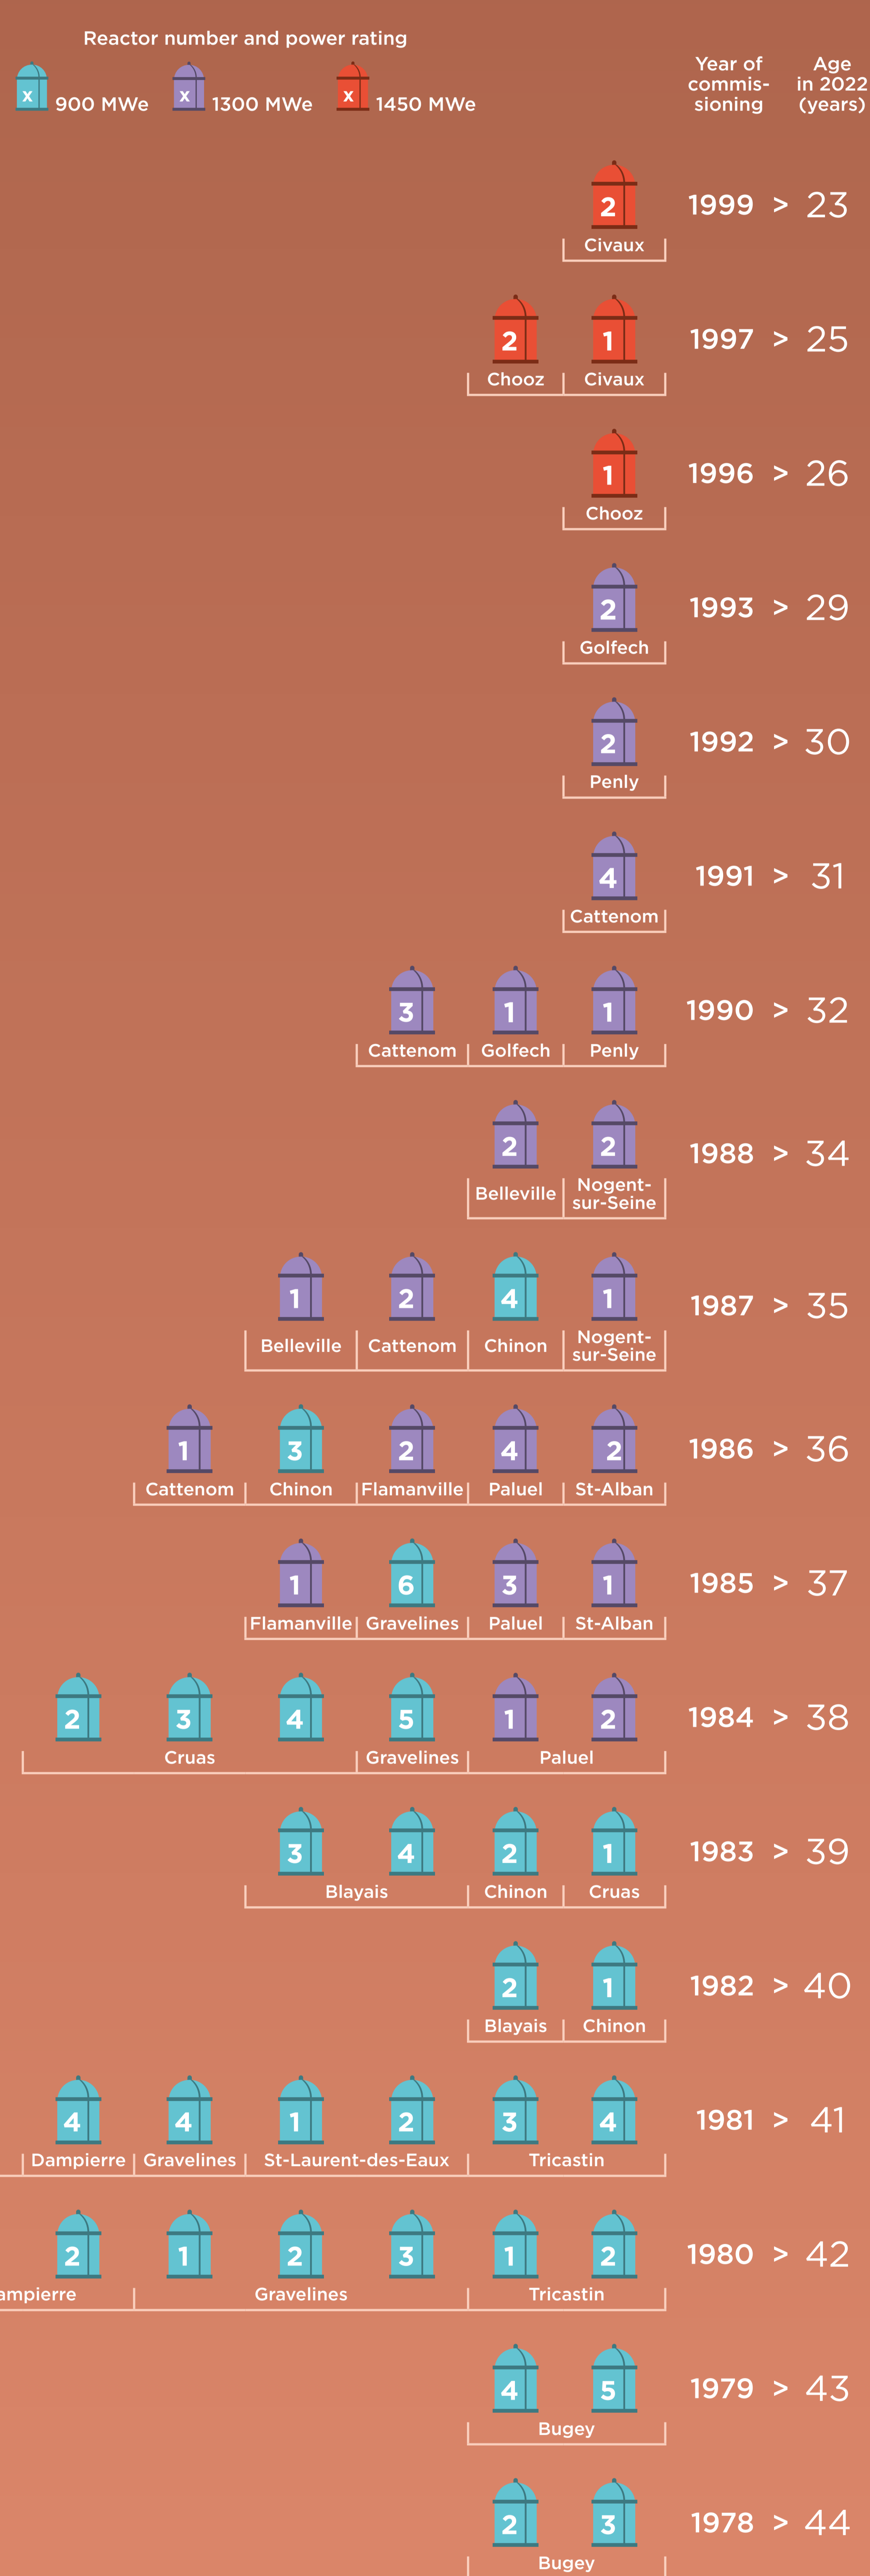 Reactor number and power rating
x 900 MWe x 1300 MWe x 1450 MWe
Year of
commis-
sioning
Age
in 2022
(years)
2 1999 > 23
Civaux
2 1 1997 > 25
Chooz Civaux
1 1996 > 26
Chooz
2 1993 > 29
Golfech
2 1992 > 30
Penly
4 1991 > 31
Cattenom
3 1 1 1990 > 32
Cattenom Golfech Penly
2 2 1988 > 34
Belleville Nogent-
sur-Seine
1 2 4 1 1987 > 35
Belleville Cattenom Chinon Nogent-
sur-Seine
1 3 2 4 2 1986 > 36
Cattenom Chinon Flamanville Paluel St-Alban
1 6 3 1 1985 > 37
Flamanville Gravelines Paluel St-Alban
2 3 4 5 1 2 1984 > 38
Cruas Gravelines Paluel
3 4 2 1 1983 > 39
Blayais Chinon Cruas
2 1 1982 > 40
Blayais Chinon
4 4 1 2 3 4 1981 > 41
Dampierre Gravelines St-Laurent-des-Eaux Tricastin
2 1 2 3 1 2 1980 > 42
ampierre Gravelines Tricastin
4 5 1979 > 43
Bugey
2 3 1978 > 44
Bugey